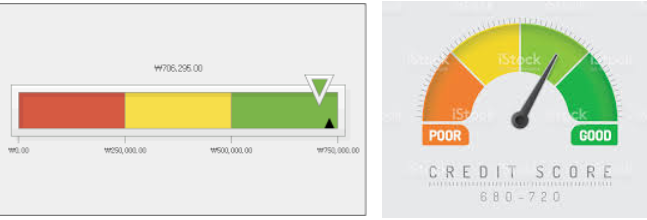 ₩706,295.00
₩0.00
₩250,000.00
₩500,000.00
₩750,000.00
iStock
iStock
POOR
GOOD
CREDIT SCORE
680-720